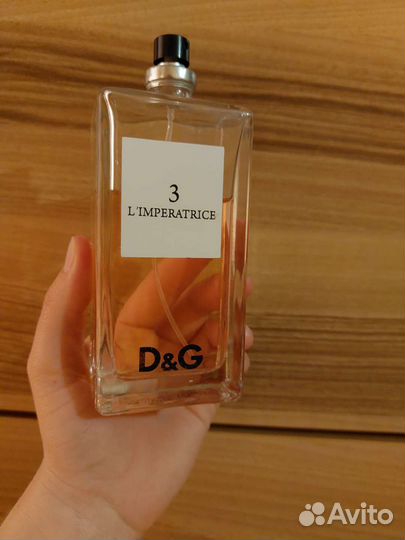 3
L'IMPERATRICE
D&G
Avito